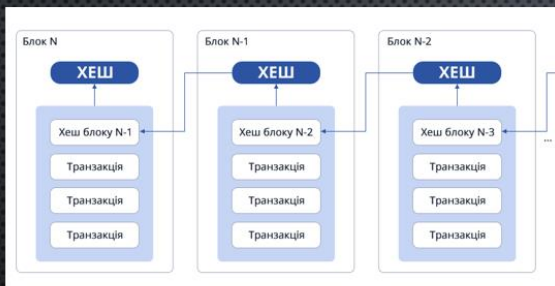 Блок N
ХЕШ
Хеш блоку N-1
Транзакція
Транзакція
Транзакція
Блок N-1
ХЕШ
Хеш блоку N-2
Транзакція
Транзакція
Транзакція
Блок N-2
ХЕШ
Хеш блоку N-3
Транзакція
Транзакція
Транзакція
...